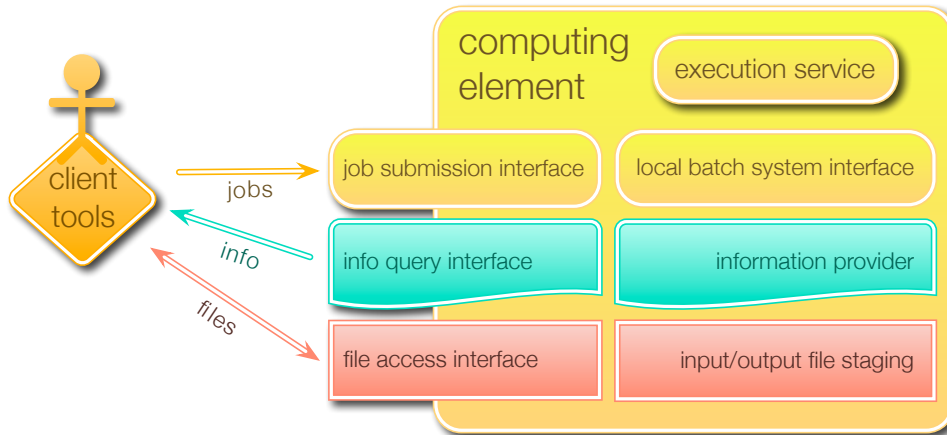 computing
element
execution service
client
tools
jobs
job submission interface
local batch system interface
info
info query interface
information provider
files
file access interface
input/output file staging